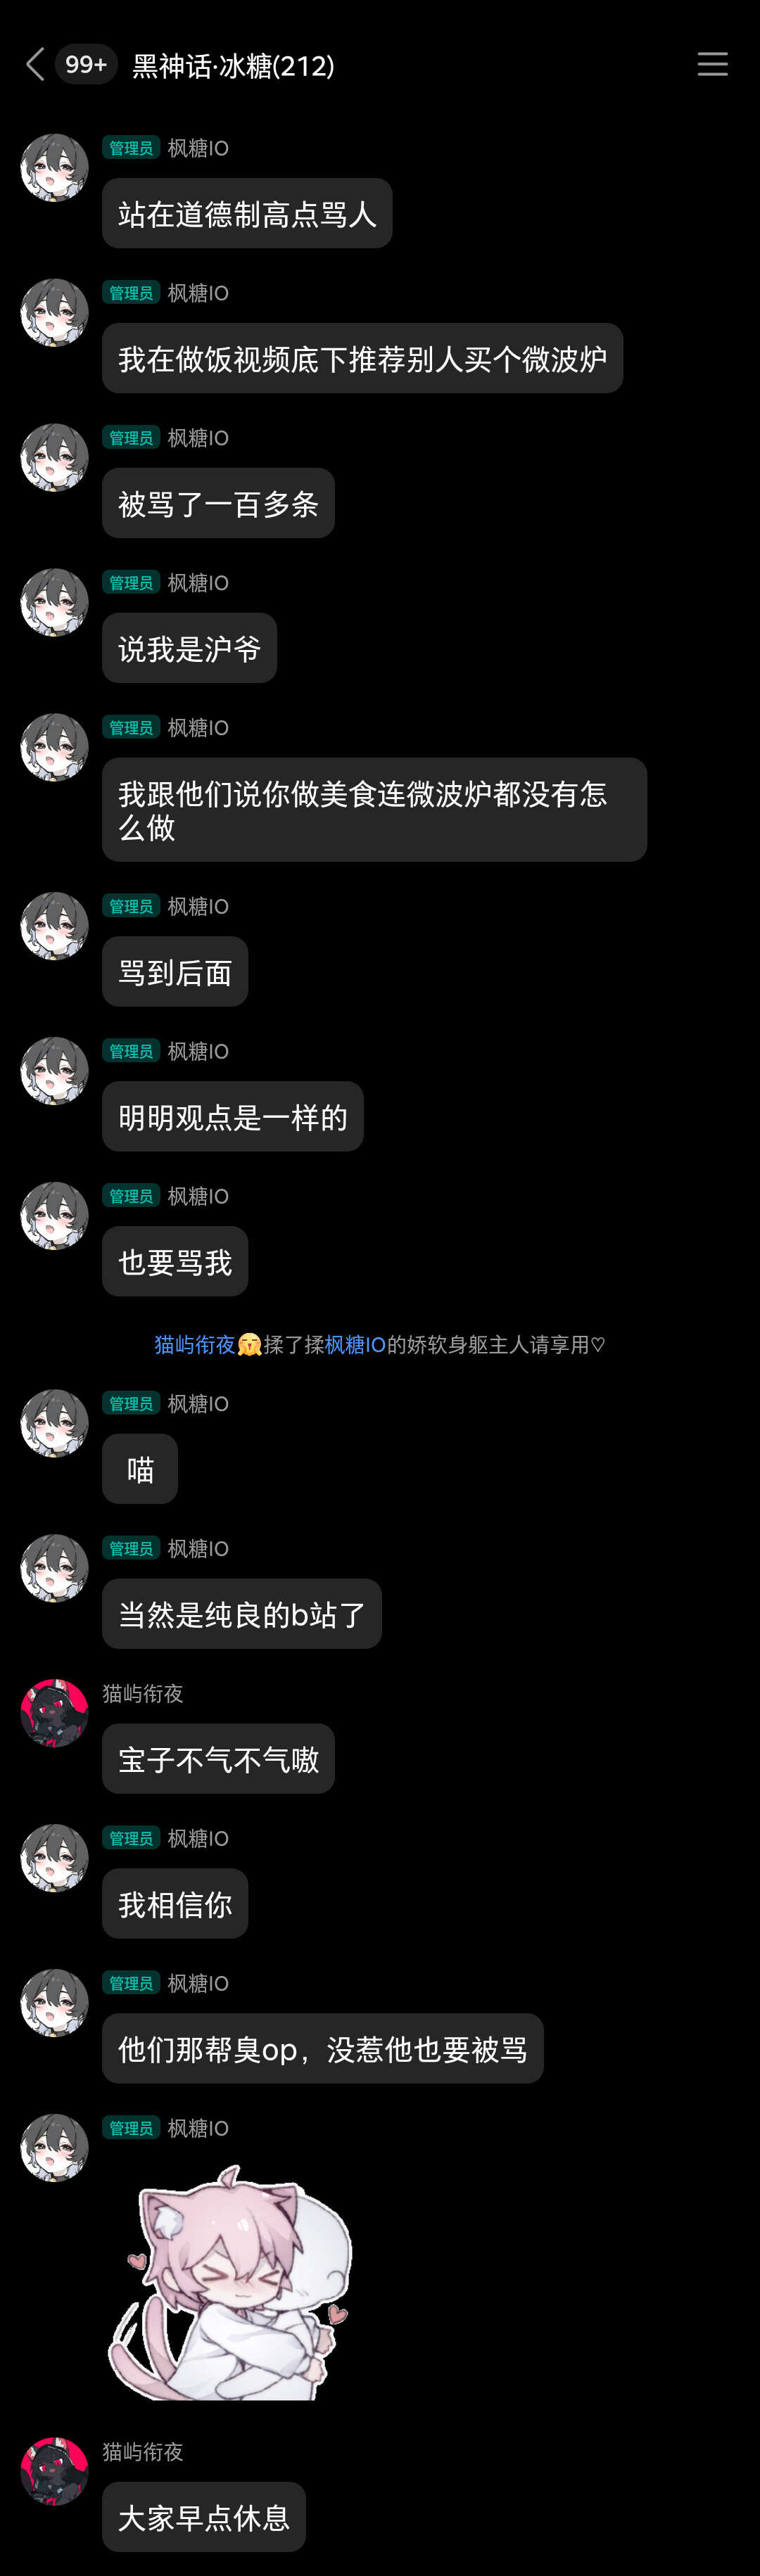 99+ 黑神话·冰糖(212)
管理员 枫糖IO
站在道德制高点骂人
管理员 枫糖IO
我在做饭视频底下推荐别人买个微波炉
管理员 枫糖IO
被骂了一百多条
管理员 枫糖IO
说我是沪爷
管理员 枫糖IO
我跟他们说你做美食连微波炉都没有怎
么做
管理员 枫糖IO
骂到后面
管理员 枫糖IO
明明观点是一样的
管理员 枫糖IO
也要骂我
猫屿衔夜🤗揉了揉枫糖IO的娇软身躯主人请享用♡
管理员 枫糖IO
喵
管理员 枫糖IO
当然是纯良的b站了
猫屿衔夜
宝子不气不气嗷
管理员 枫糖IO
我相信你
管理员 枫糖IO
他们那帮臭op，没惹他也要被骂
管理员 枫糖IO
猫屿衔夜
大家早点休息